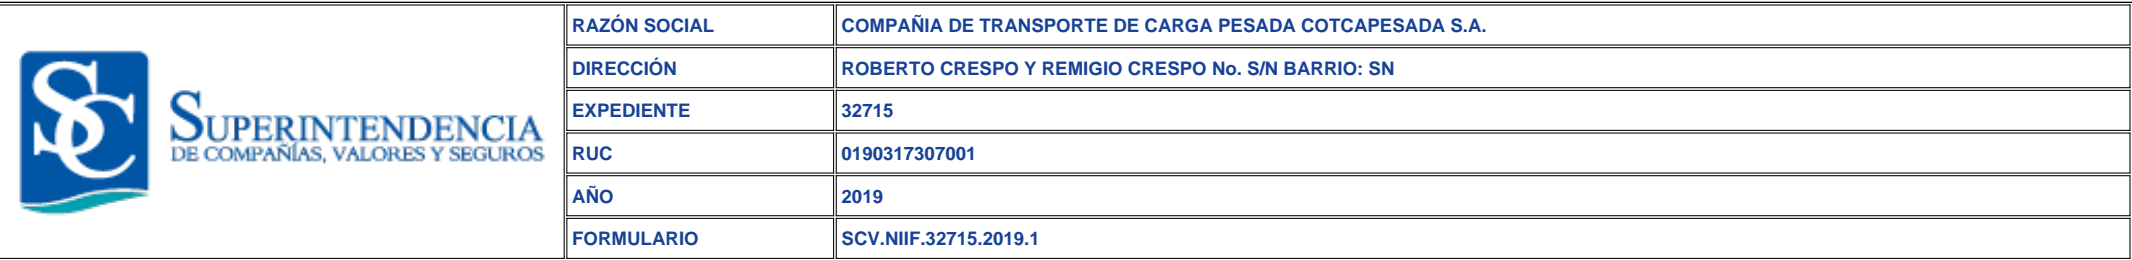 SC
SUPERINTENDENCIA
DE COMPAÑÍAS, VALORES Y SEGUROS
RAZÓN SOCIAL COMPAÑIA DE TRANSPORTE DE CARGA PESADA COTCAPESADA S.A.
DIRECCIÓN ROBERTO CRESPO Y REMIGIO CRESPO No. S/N BARRIO: SN
EXPEDIENTE 32715
RUC 0190317307001
AÑO 2019
FORMULARIO SCV.NIIF.32715.2019.1